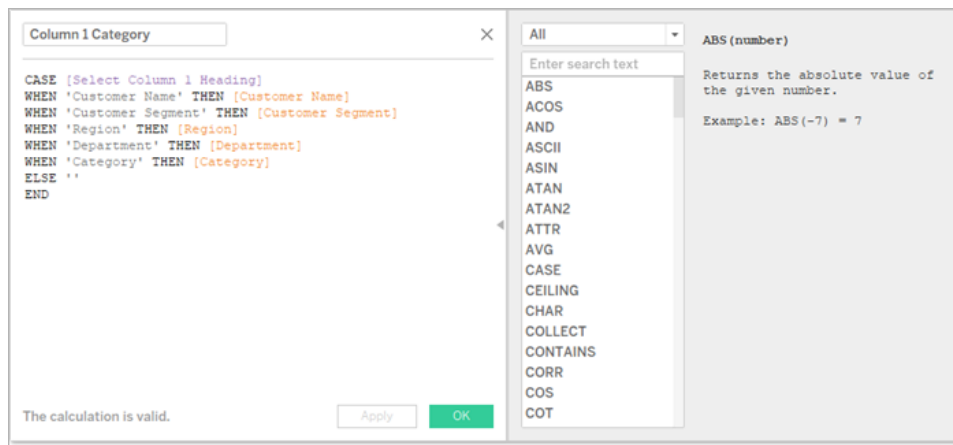 Column 1 Category
CASE [Select Column 1 Heading]
WHEN 'Customer Name' THEN [Customer Name]
WHEN 'Customer Segment' THEN [Customer Segment]
WHEN 'Region' THEN [Region]
WHEN 'Department' THEN [Department]
WHEN 'Category' THEN [Category]
ELSE ''
END
The calculation is valid.
Apply
OK
All
Enter search text
ABS
ACOS
AND
ASCII
ASIN
ATAN
ATAN2
ATTR
AVG
CASE
CEILING
CHAR
COLLECT
CONTAINS
CORR
COS
COT
ABS(number)
Returns the absolute value of
the given number.
Example: ABS(-7) = 7